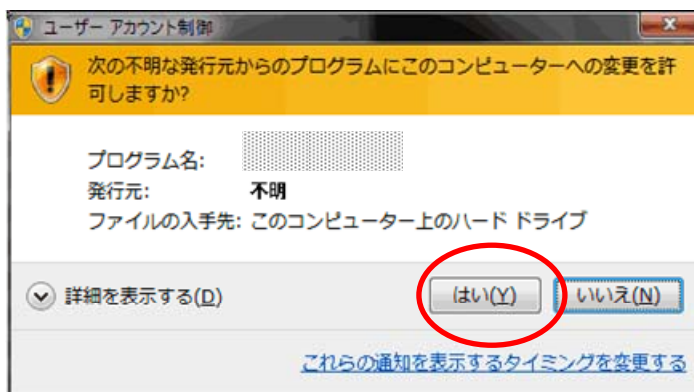 ユーザー アカウント制御
次の不明な発行元からのプログラムにこのコンピューターへの変更を許
可しますか?
プログラム名:
発行元: 不明
ファイルの入手先: このコンピューター上のハード ドライブ
詳細を表示する(D)
はい(Y)
いいえ(N)
これらの通知を表示するタイミングを変更する